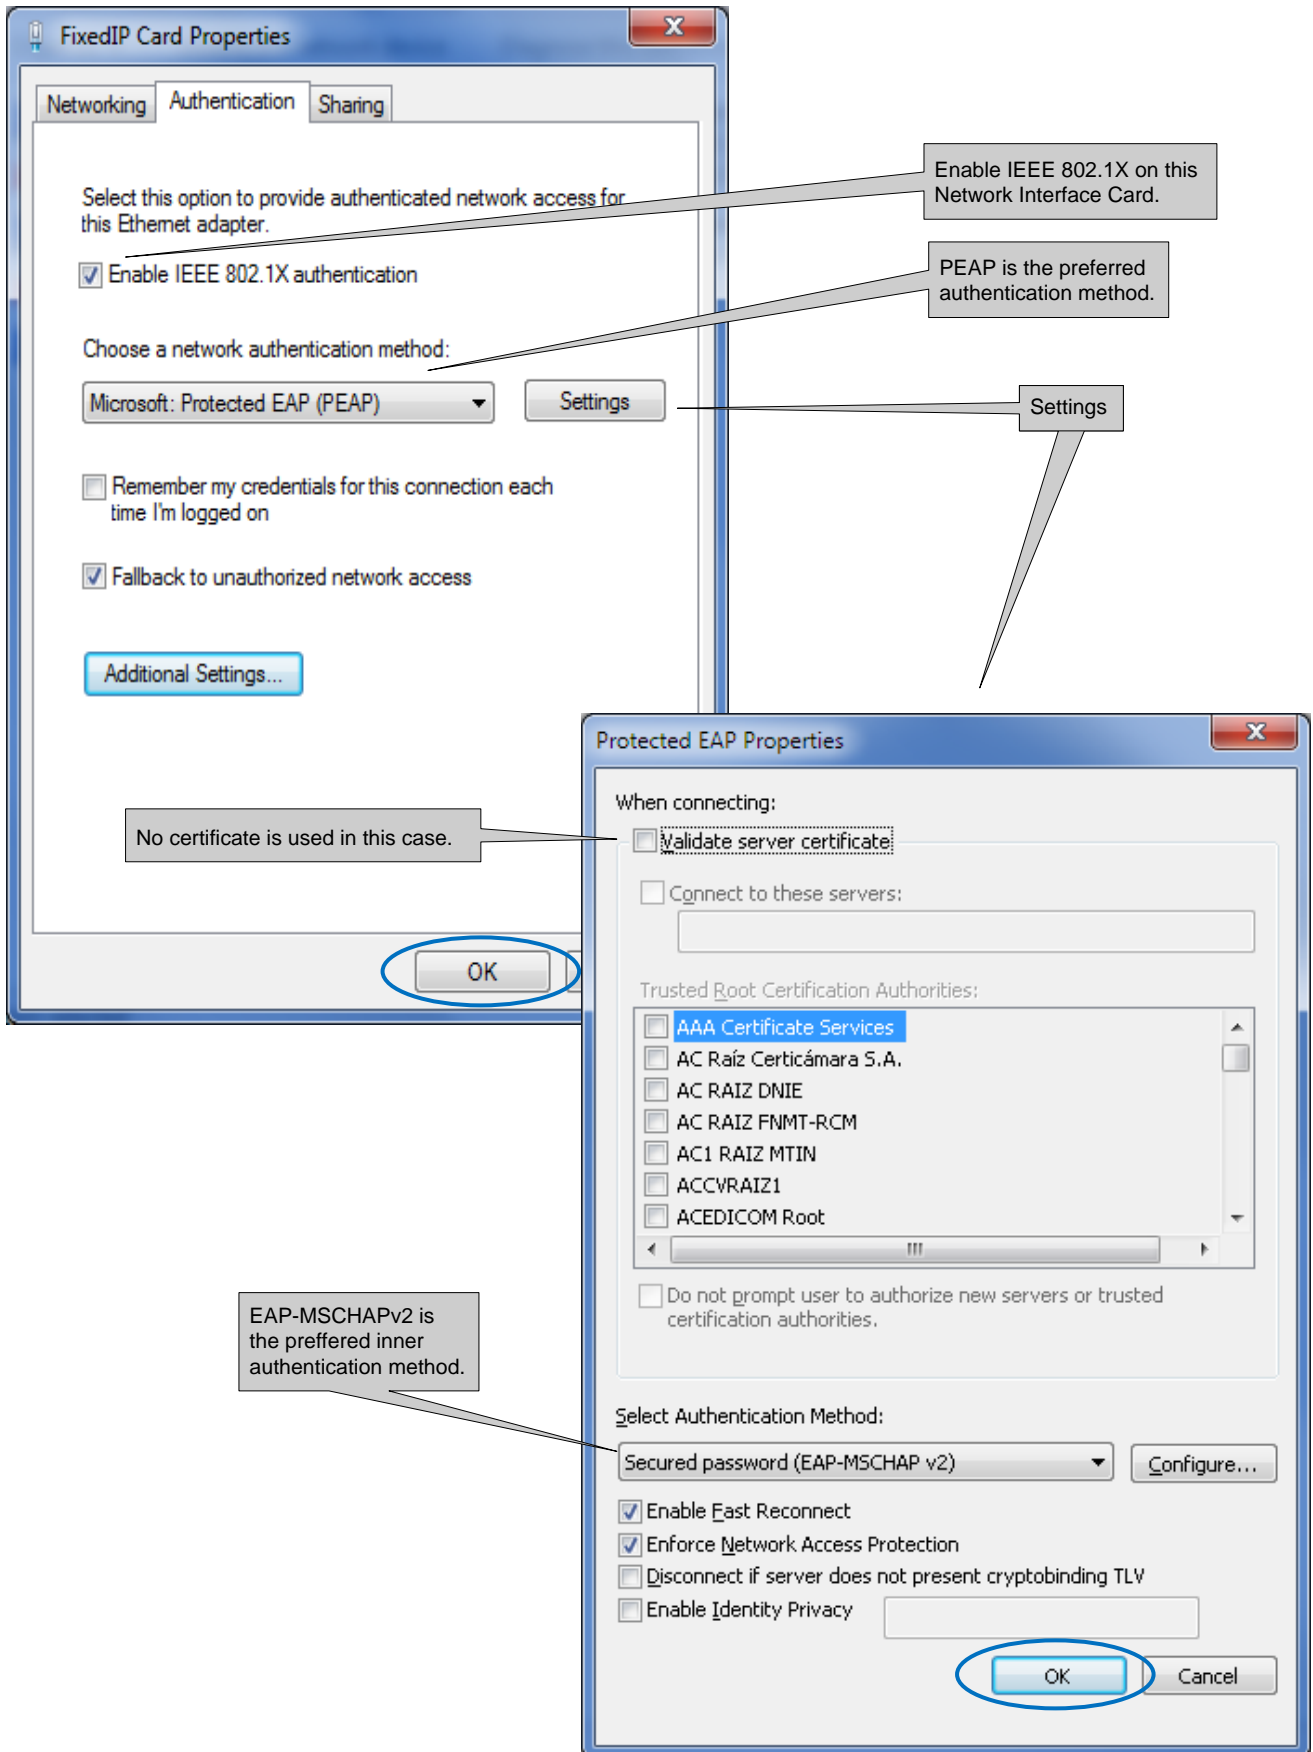 FixedIP Card Properties
Networking
Authentication
Sharing
Select this option to provide authenticated network access for
this Ethernet adapter.
Enable IEEE 802.1X authentication
Enable IEEE 802.1X on this
Network Interface Card.
PEAP is the preferred
authentication method.
Choose a network authentication method:
Microsoft: Protected EAP (PEAP)
Settings
Settings
Remember my credentials for this connection each
time I'm logged on
Fallback to unauthorized network access
Additional Settings...
No certificate is used in this case.
OK
Protected EAP Properties
When connecting:
Validate server certificate
Connect to these servers:
Trusted Root Certification Authorities:
AAA Certificate Services
AC Raíz Certicámara S.A.
AC RAIZ DNIE
AC RAIZ FNMT-RCM
AC1 RAIZ MTIN
ACCVRAIZ1
ACEDICOM Root
Do not prompt user to authorize new servers or trusted
certification authorities.
EAP-MSCHAPv2 is
the preffered inner
authentication method.
Select Authentication Method:
Secured password (EAP-MSCHAP v2)
Configure...
Enable Fast Reconnect
Enforce Network Access Protection
Disconnect if server does not present cryptobinding TLV
Enable Identity Privacy
OK
Cancel